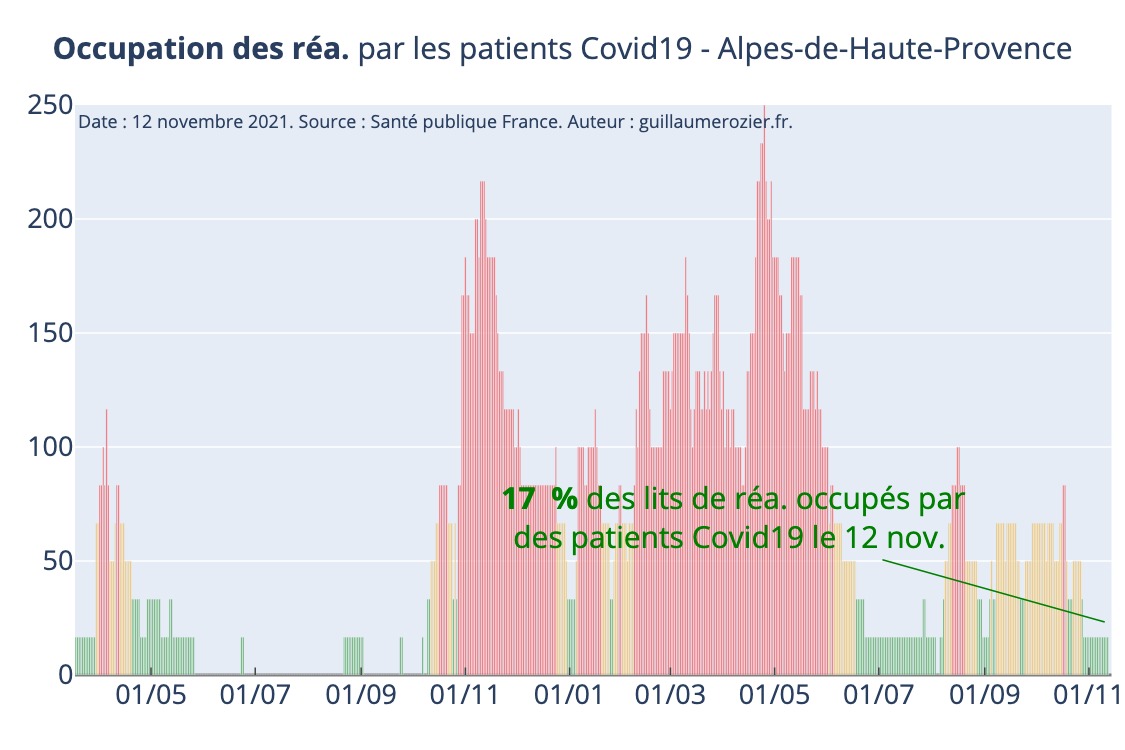 Occupation des réa. par les patients Covid19 - Alpes-de-Haute-Provence
250
Date : 12 novembre 2021. Source : Santé publique France. Auteur : guillaumerozier.fr.
200
150
100
17 % des lits de réa. occupés par
des patients Covid19 le 12 nov.
50
0
01/05 01/07 01/09 01/11 01/01 01/03 01/05 01/07 01/09 01/11